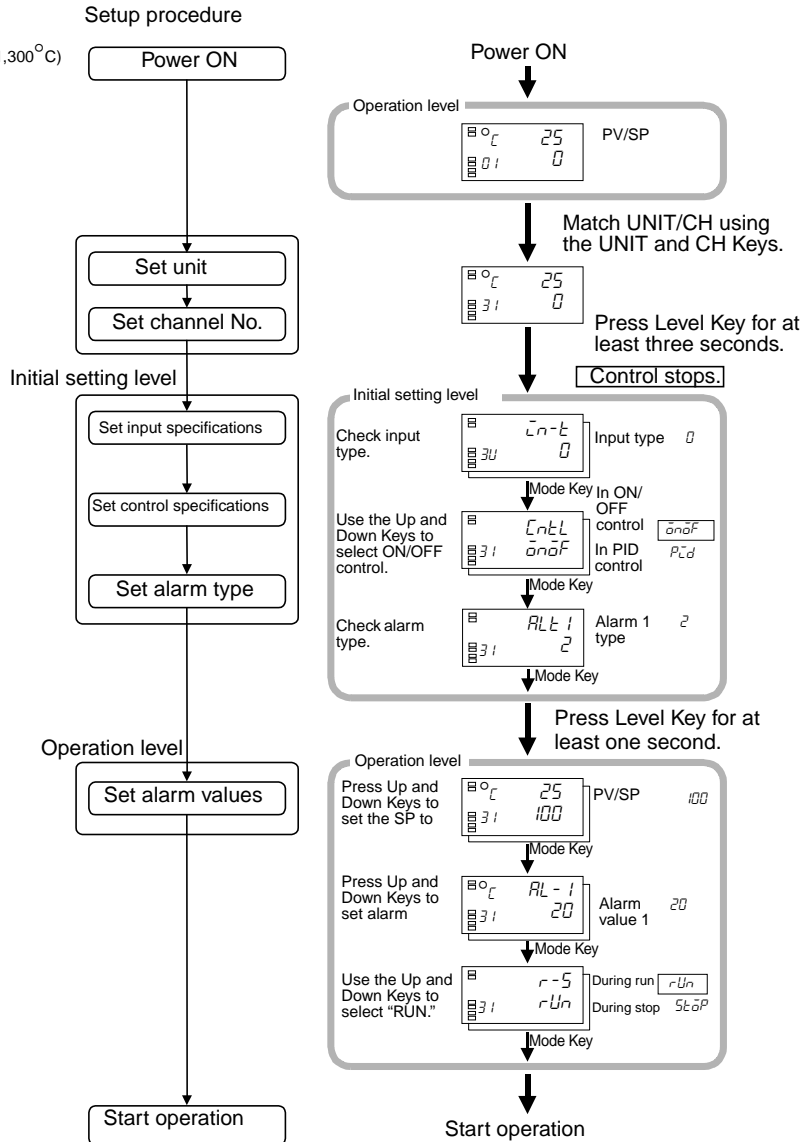 Setup procedure
,300°C)
Power ON
Set unit
Set channel No.
Initial setting level
Set input specifications
Set control specifications
Set alarm type
Operation level
Set alarm values
Start operation
Power ON
Operation level
°C 25
01 0
PV/SP
Match UNIT/CH using
the UNIT and CH Keys.
°C 25
31 0
Press Level Key for at
least three seconds.
Control stops.
Initial setting level
Check input
type.
in-t
3U 0
Input type 0
Mode Key
Use the Up and
Down Keys to
select ON/OFF
control.
CntL
31 onoF
In ON/
OFF
control onoF
In PID
control Pid
Mode Key
Check alarm
type.
ALt1
31 2
Alarm 1
type 2
Mode Key
Press Level Key for at
least one second.
Operation level
Press Up and
Down Keys to
set the SP to
°C 25
31 100
PV/SP 100
Mode Key
Press Up and
Down Keys to
set alarm
°C AL-1
31 20
Alarm
value 1 20
Mode Key
Use the Up and
Down Keys to
select “RUN.”
r-S
31 rUn
During run rUn
During stop StoP
Mode Key
Start operation